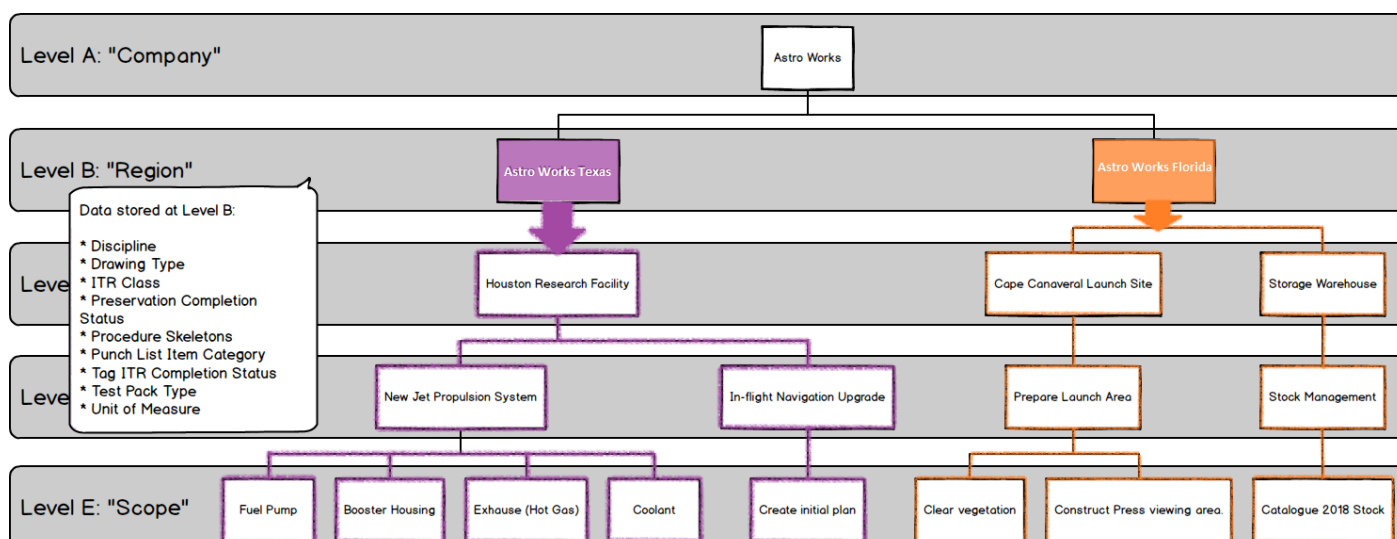 Level A: "Company"
Astro Works
Level B: "Region"
Astro Works Texas
Astro Works Florida
Data stored at Level B:
* Discipline
* Drawing Type
* ITR Class
* Preservation Completion
Status
* Procedure Skeletons
* Punch List Item Category
* Tag ITR Completion Status
* Test Pack Type
* Unit of Measure
Leve
Houston Research Facility
Cape Canaveral Launch Site
Storage Warehouse
Leve
New Jet Propulsion System
In-flight Navigation Upgrade
Prepare Launch Area
Stock Management
Level E: "Scope"
Fuel Pump
Booster Housing
Exhause (Hot Gas)
Coolant
Create initial plan
Clear vegetation
Construct Press viewing area.
Catalogue 2018 Stock